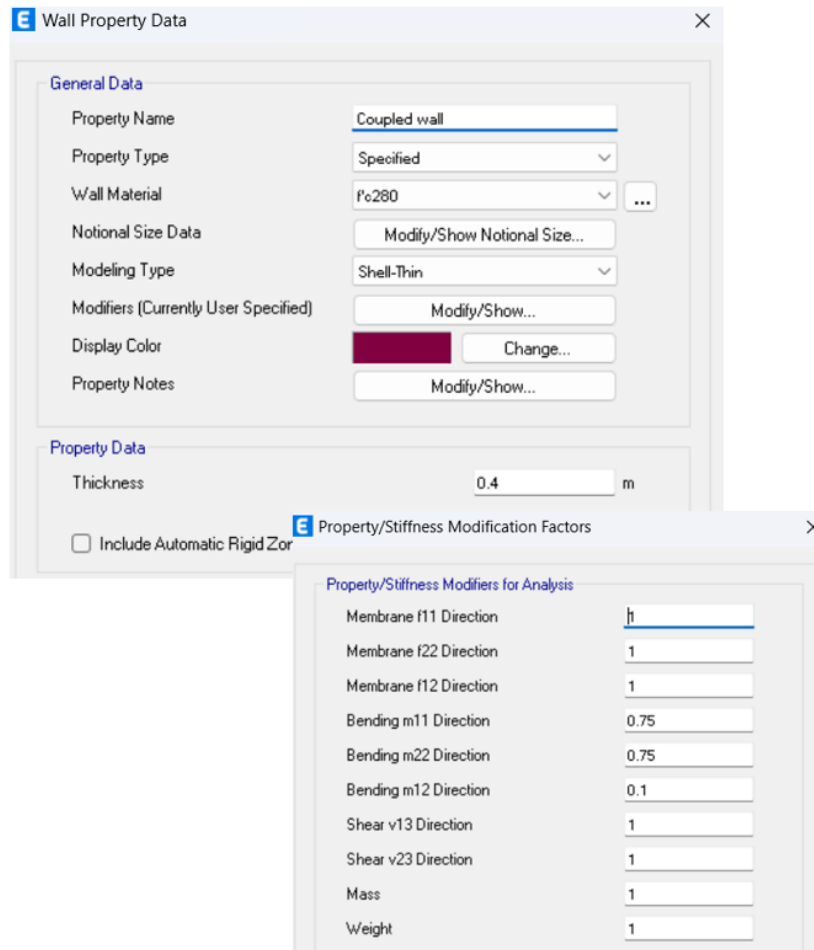 E Wall Property Data
General Data
Property Name Coupled wall
Property Type Specified
Wall Material f'c280 ...
Notional Size Data Modify/Show Notional Size...
Modeling Type Shell-Thin
Modifiers (Currently User Specified) Modify/Show...
Display Color Change...
Property Notes Modify/Show...
Property Data
Thickness 0.4 m
Include Automatic Rigid Zor
E Property/Stiffness Modification Factors
Property/Stiffness Modifiers for Analysis
Membrane f11 Direction 1
Membrane f22 Direction 1
Membrane f12 Direction 1
Bending m11 Direction 0.75
Bending m22 Direction 0.75
Bending m12 Direction 0.1
Shear v13 Direction 1
Shear v23 Direction 1
Mass 1
Weight 1